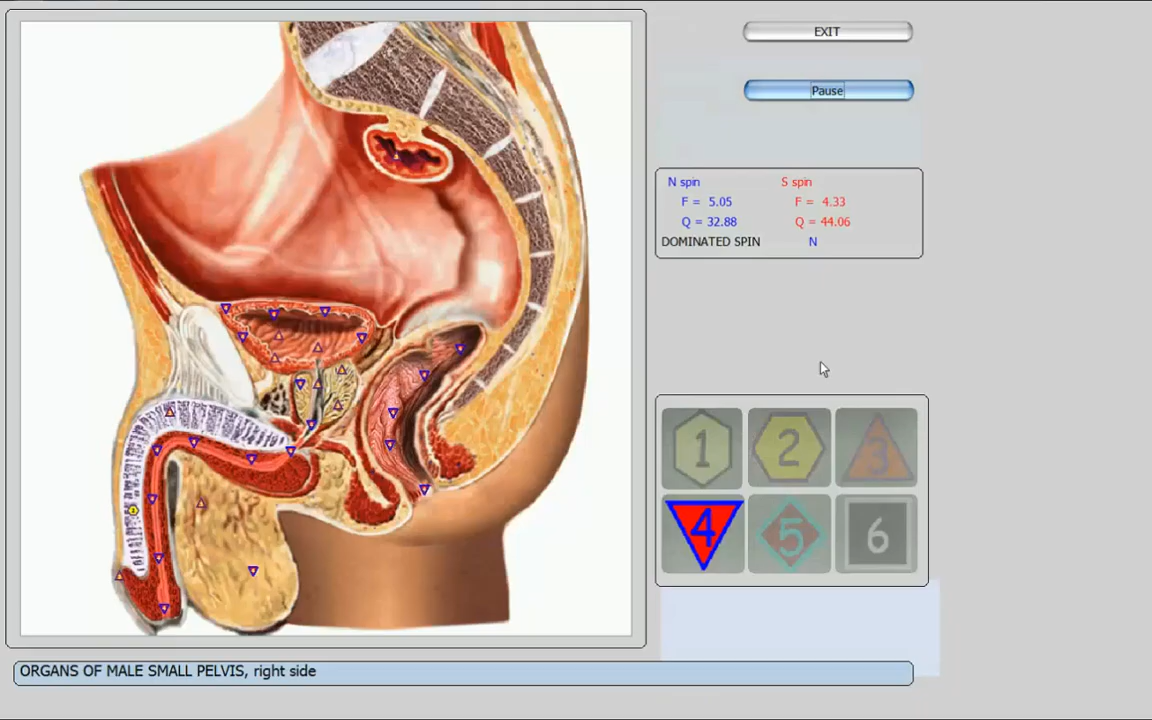 EXIT
Pause
N spin
S spin
F = 5.05
F = 4.33
Q = 32.88
Q = 44.06
DOMINATED SPIN N
1 2 3
4 5 6
ORGANS OF MALE SMALL PELVIS, right side